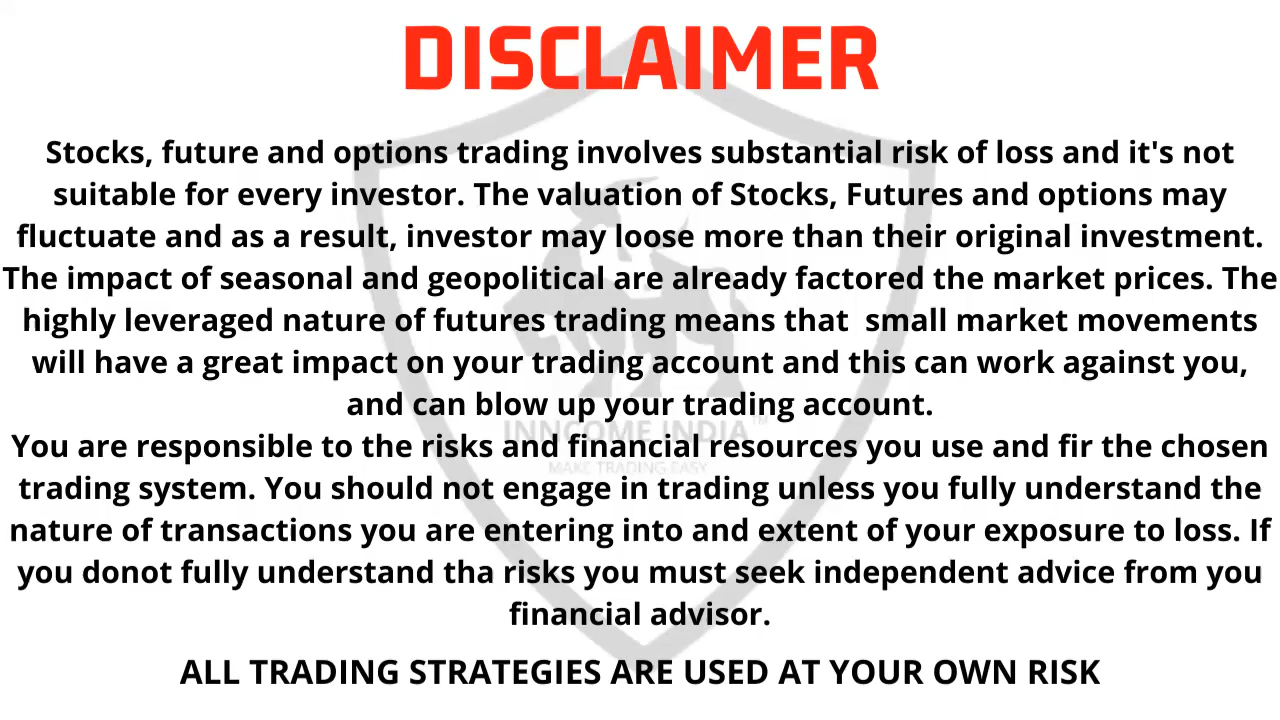 DISCLAIMER
Stocks, future and options trading involves substantial risk of loss and it's not
suitable for every investor. The valuation of Stocks, Futures and options may
fluctuate and as a result, investor may loose more than their original investment.
The impact of seasonal and geopolitical are already factored the market prices. The
highly leveraged nature of futures trading means that  small market movements
will have a great impact on your trading account and this can work against you,
and can blow up your trading account.
INNCOME INDIA™
You are responsible to the risks and financial resources you use and fir the chosen
MAKE TRADING EASY
trading system. You should not engage in trading unless you fully understand the
nature of transactions you are entering into and extent of your exposure to loss. If
you donot fully understand tha risks you must seek independent advice from you
financial advisor.
ALL TRADING STRATEGIES ARE USED AT YOUR OWN RISK